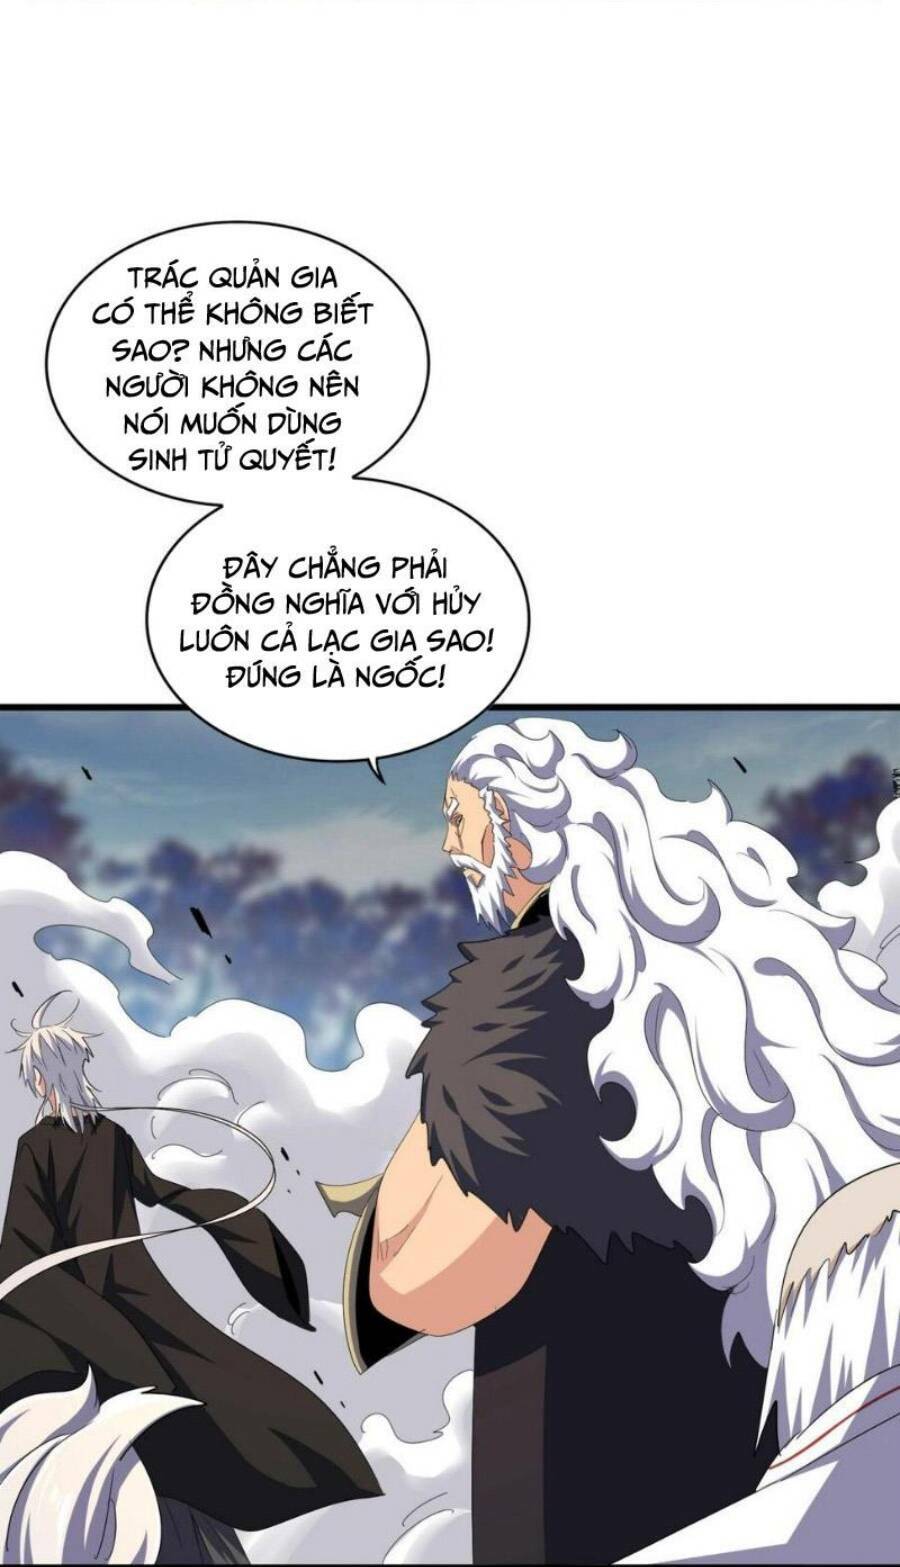 TRÁC QUẢN GIA
CÓ THỂ KHÔNG BIẾT
SAO? NHƯNG CÁC
NGƯỜI KHÔNG NÊN
NÓI MUỐN DÙNG
SINH TỬ QUYẾT!
ĐÂY CHẲNG PHẢI
ĐỒNG NGHĨA VỚI HỦY
LUÔN CẢ LẠC GIA SAO!
ĐÚNG LÀ NGỐC!